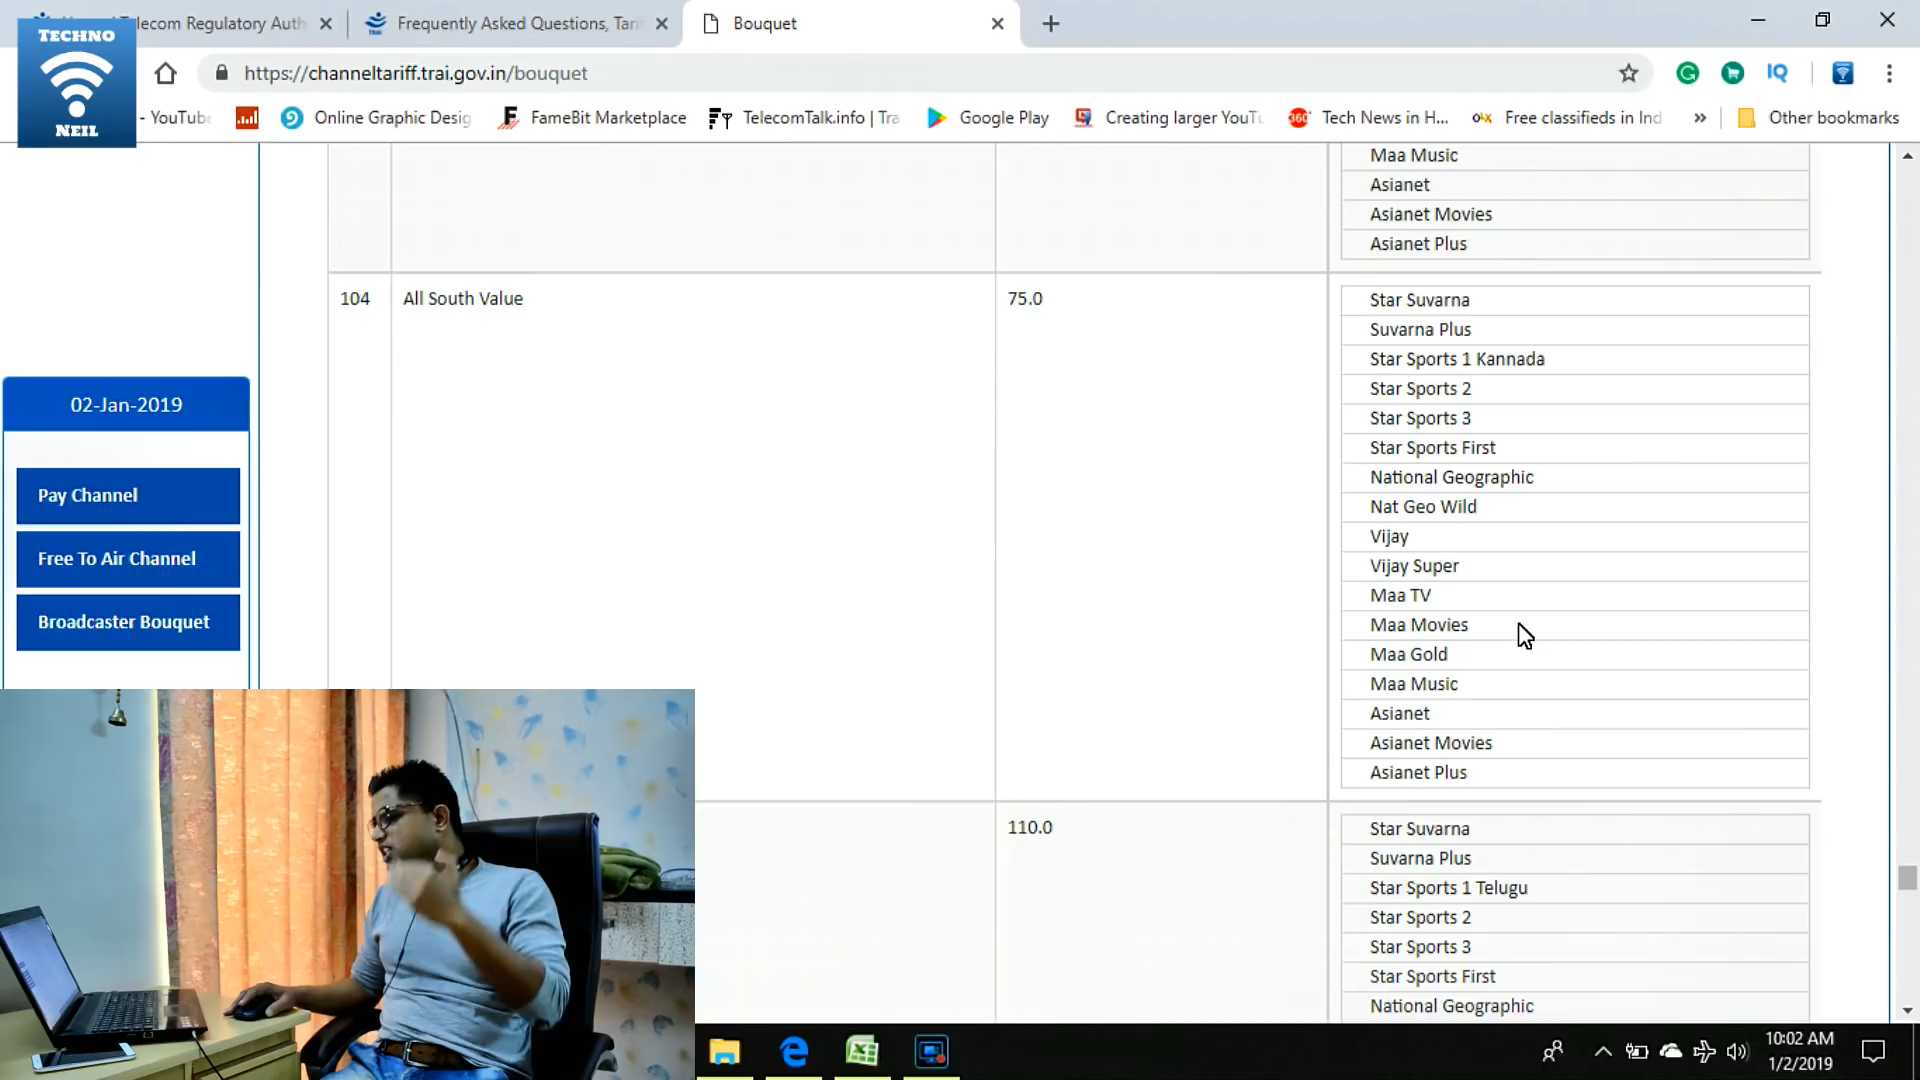 TECHNO
NEIL
elecom Regulatory Auth
Frequently Asked Questions, Tari
Bouquet
https://channeltariff.trai.gov.in/bouquet
- YouTube
Online Graphic Desig
FameBit Marketplace
TelecomTalk.info | Tra
Google Play
Creating larger YouTu
360
Tech News in H...
olx
Free classifieds in Ind
Other bookmarks
Maa Music
Asianet
Asianet Movies
Asianet Plus
104 All South Value 75.0
Star Suvarna
Suvarna Plus
Star Sports 1 Kannada
Star Sports 2
Star Sports 3
Star Sports First
National Geographic
Nat Geo Wild
Vijay
Vijay Super
Maa TV
Maa Movies
Maa Gold
Maa Music
Asianet
Asianet Movies
Asianet Plus
110.0
Star Suvarna
Suvarna Plus
Star Sports 1 Telugu
Star Sports 2
Star Sports 3
Star Sports First
National Geographic
02-Jan-2019
Pay Channel
Free To Air Channel
Broadcaster Bouquet
10:02 AM
1/2/2019